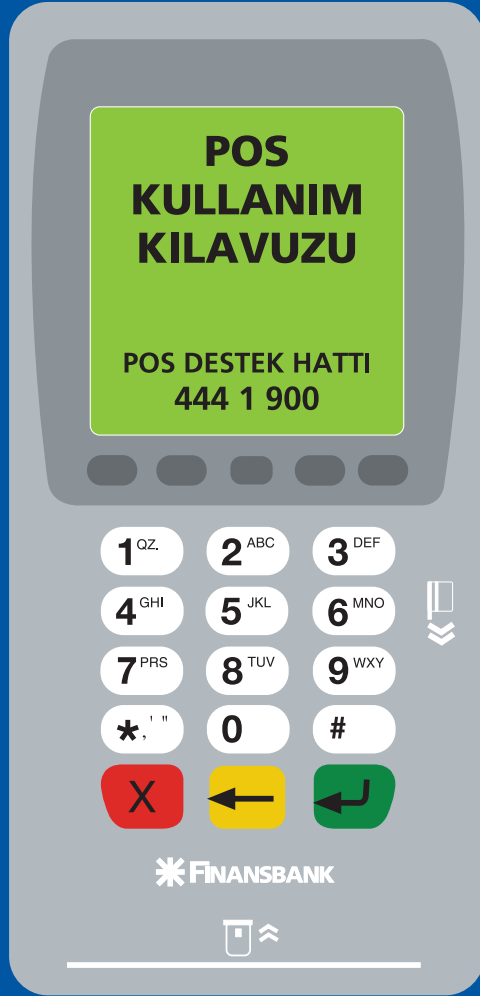 POS
KULLANIM
KILAVUZU
POS DESTEK HATTI
444 1 900
1 QZ. 2 ABC 3 DEF
4 GHI 5 JKL 6 MNO
7 PRS 8 TUV 9 WXY
*,' " 0 #
X
FINANSBANK